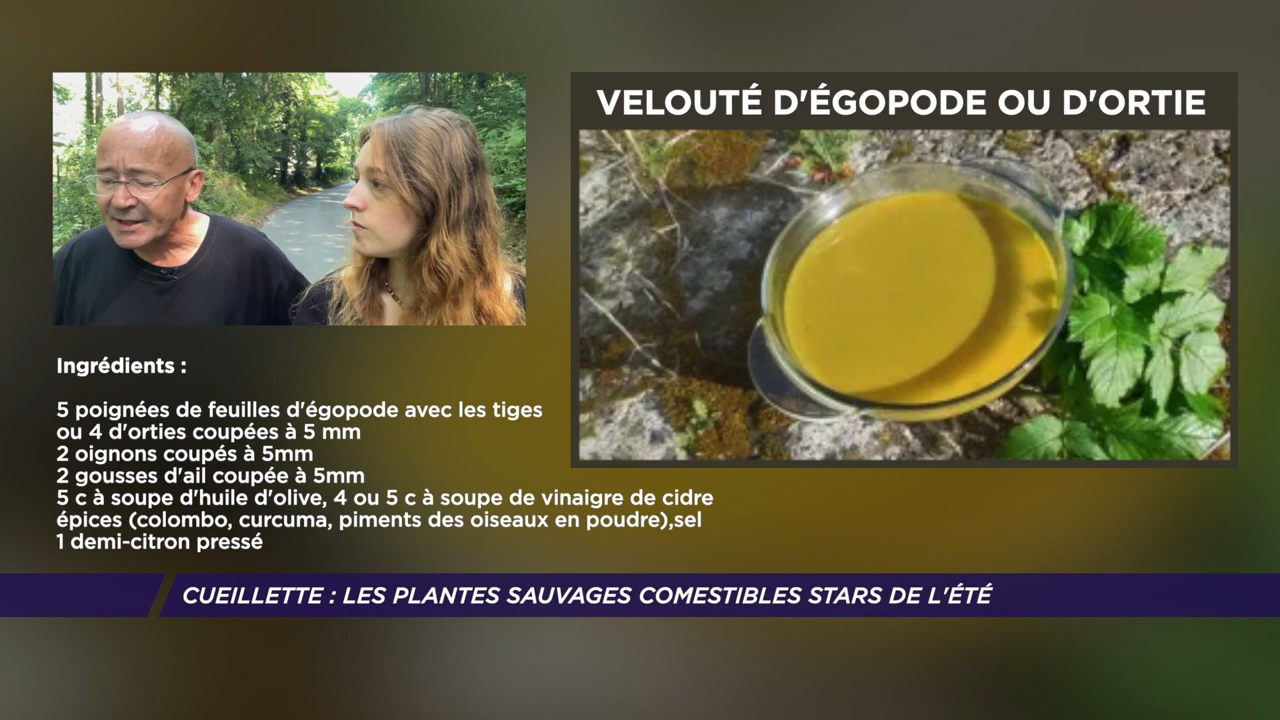 VELOUTÉ D'ÉGOPODE OU D'ORTIE
Ingrédients :
5 poignées de feuilles d'égopode avec les tiges
ou 4 d'orties coupées à 5 mm
2 oignons coupés à 5mm
2 gousses d'ail coupée à 5mm
5 c à soupe d'huile d'olive, 4 ou 5 c à soupe de vinaigre de cidre
épices (colombo, curcuma, piments des oiseaux en poudre),sel
1 demi-citron pressé
CUEILLETTE : LES PLANTES SAUVAGES COMESTIBLES STARS DE L'ÉTÉ